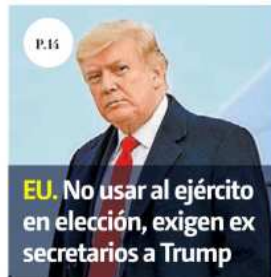 P.14
EU. No usar al ejército
en elección, exigen ex
secretarios a Trump